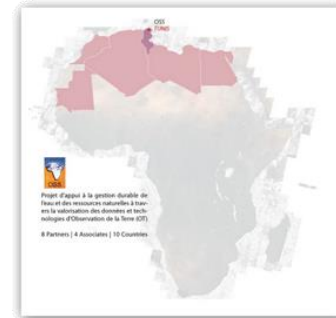 OSS
TUNIS
OSS
Projet d'appui à la gestion durable de
l'eau et des ressources naturelles à trav-
ers la valorisation des données et tech-
nologies d'Observation de la Terre (OT)
8 Partners | 4 Associates | 10 Countries